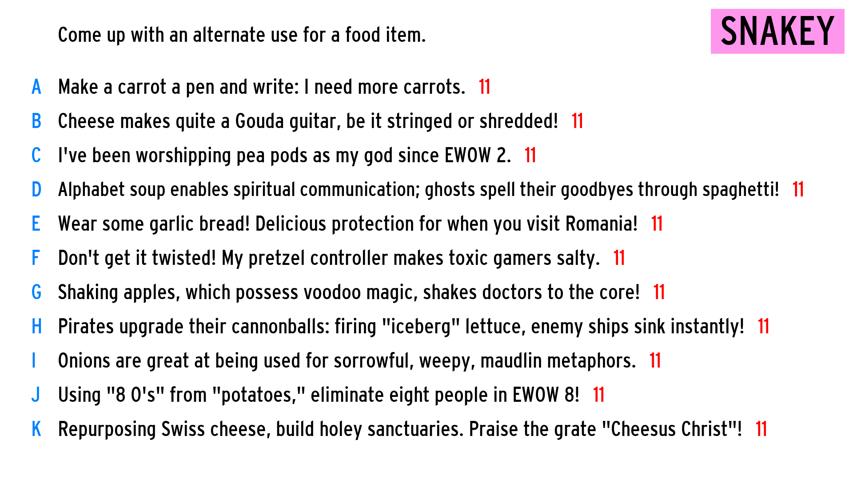 Come up with an alternate use for a food item.
SNAKEY
A Make a carrot a pen and write: I need more carrots. 11
B Cheese makes quite a Gouda guitar, be it stringed or shredded! 11
C I've been worshipping pea pods as my god since EWOW 2. 11
D Alphabet soup enables spiritual communication; ghosts spell their goodbyes through spaghetti! 11
E Wear some garlic bread! Delicious protection for when you visit Romania! 11
F Don't get it twisted! My pretzel controller makes toxic gamers salty. 11
G Shaking apples, which possess voodoo magic, shakes doctors to the core! 11
H Pirates upgrade their cannonballs: firing "iceberg" lettuce, enemy ships sink instantly! 11
I Onions are great at being used for sorrowful, weepy, maudlin metaphors. 11
J Using "8 O's" from "potatoes," eliminate eight people in EWOW 8! 11
K Repurposing Swiss cheese, build holey sanctuaries. Praise the grate "Cheesus Christ"! 11